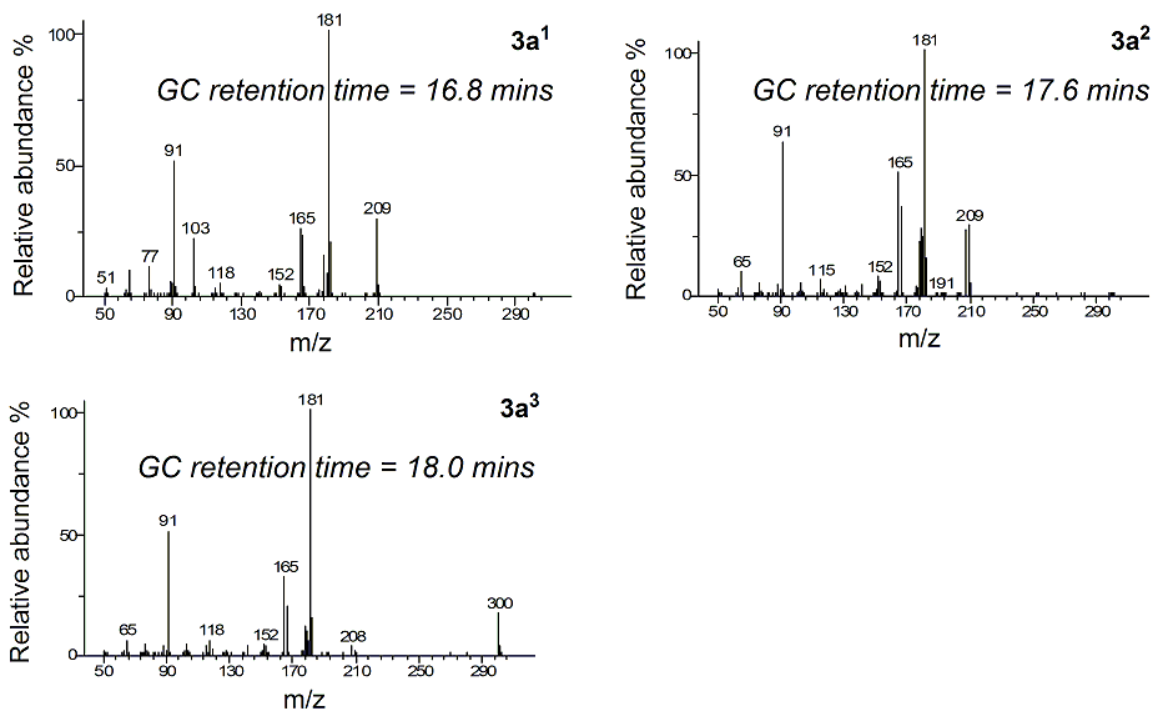 3a¹
GC retention time = 16.8 mins
Relative abundance %
100
50
0
181
91
209
165
103
77
51
118
152
50 90 130 170 210 250 290
m/z
3a²
GC retention time = 17.6 mins
Relative abundance %
100
50
0
181
91
165
209
65
115
152
191
50 90 130 170 210 250 290
m/z
3a³
GC retention time = 18.0 mins
Relative abundance %
100
50
0
181
91
165
300
65
118
152
208
50 90 130 170 210 250 290
m/z